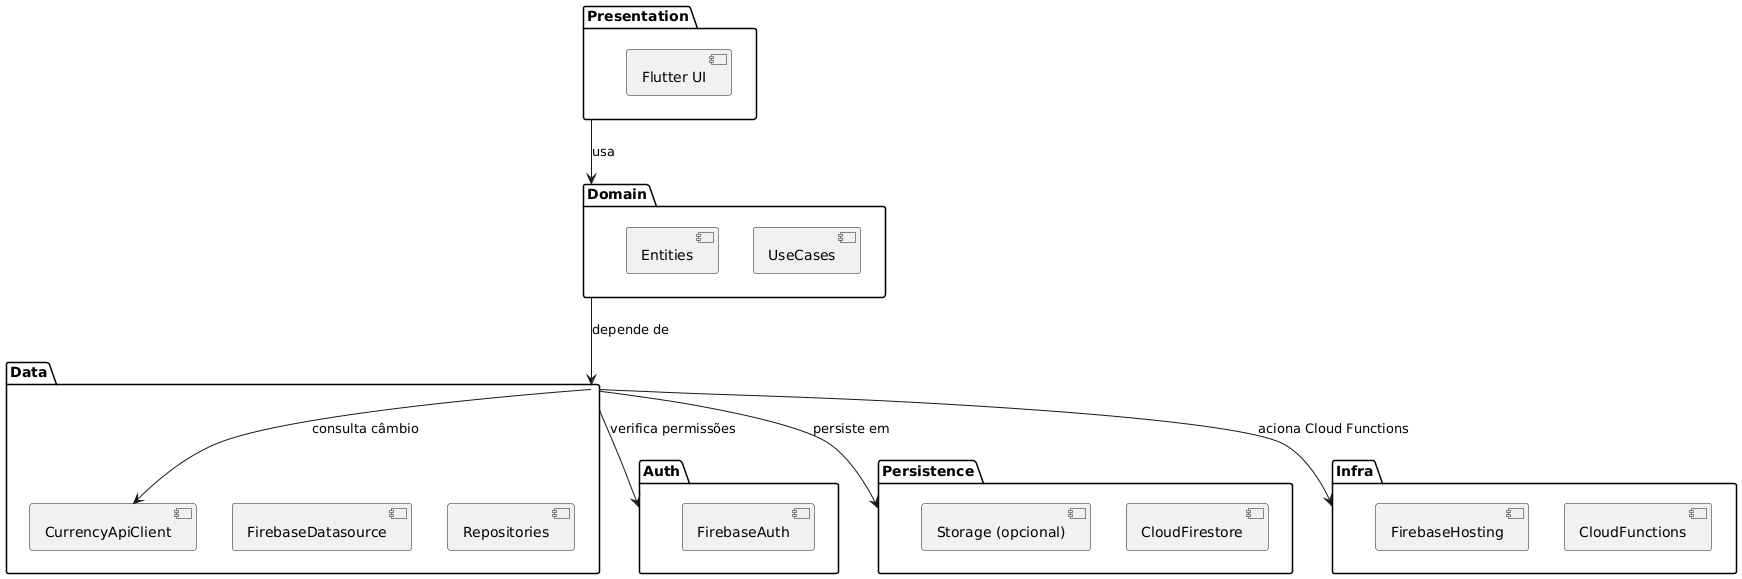 Presentation
Flutter UI
usa
Domain
Entities
UseCases
depende de
Data
consulta câmbio
verifica permissões
persiste em
aciona Cloud Functions
Auth
Persistence
Infra
CurrencyApiClient
FirebaseDatasource
Repositories
FirebaseAuth
Storage (opcional)
CloudFirestore
FirebaseHosting
CloudFunctions